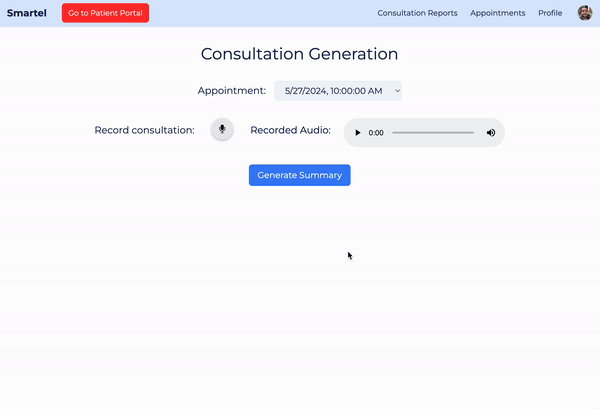 Smartel Go to Patient Portal Consultation Reports Appointments Profile
Consultation Generation
Appointment: 5/27/2024, 10:00:00 AM
Record consultation: Recorded Audio: 0:00
Generate Summary